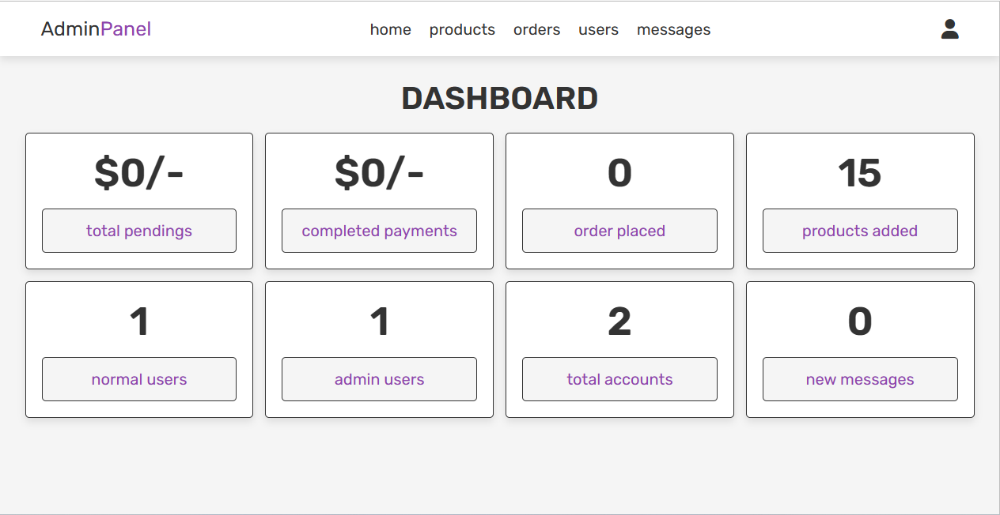 AdminPanel home products orders users messages
DASHBOARD
$0/- $0/- 0 15
total pendings completed payments order placed products added
1 1 2 0
normal users admin users total accounts new messages